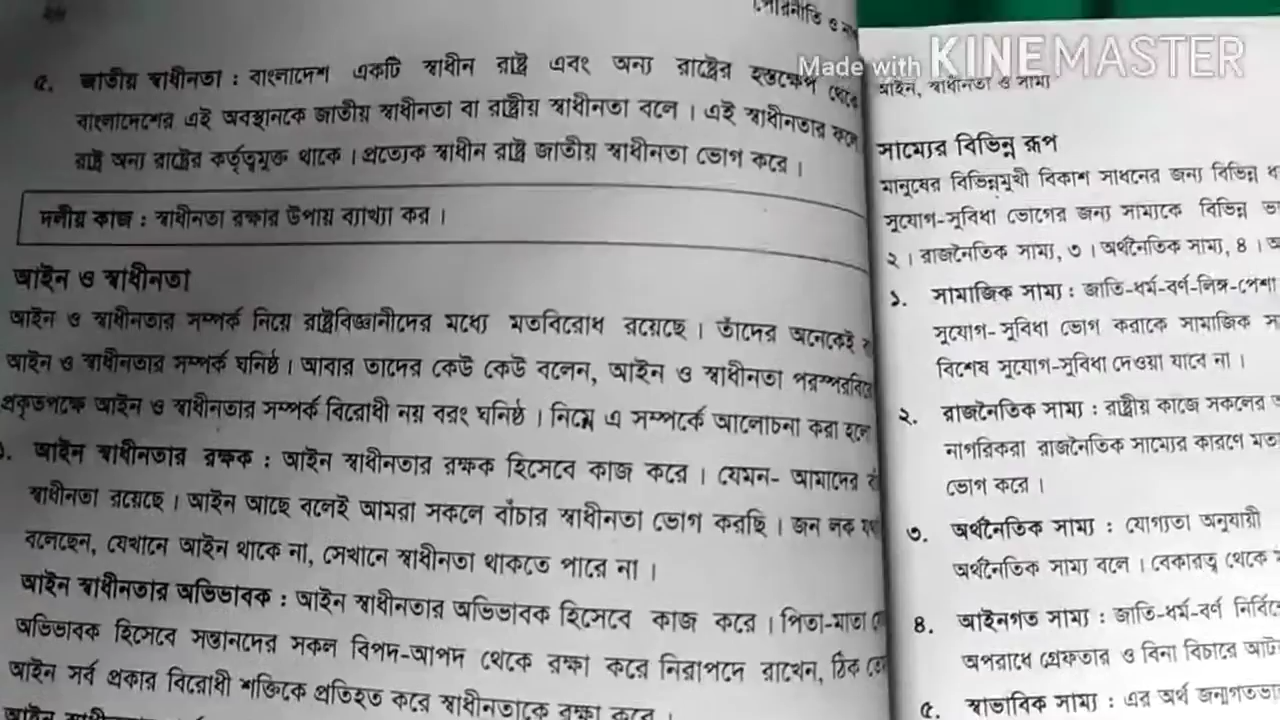 পৌরনীতি ও
৫. জাতীয় স্বাধীনতা : বাংলাদেশ একটি স্বাধীন রাষ্ট্র এবং অন্য রাষ্ট্রের হস্তক্ষেপ থেকে
বাংলাদেশের এই অবস্থানকে জাতীয় স্বাধীনতা বা রাষ্ট্রীয় স্বাধীনতা বলে । এই স্বাধীনতার ফলে
রাষ্ট্র অন্য রাষ্ট্রের কর্তৃত্বমুক্ত থাকে । প্রত্যেক স্বাধীন রাষ্ট্র জাতীয় স্বাধীনতা ভোগ করে ।
দলীয় কাজ : স্বাধীনতা রক্ষার উপায় ব্যাখ্যা কর ।
আইন ও স্বাধীনতা
আইন ও স্বাধীনতার সম্পর্ক নিয়ে রাষ্ট্রবিজ্ঞানীদের মধ্যে মতবিরোধ রয়েছে । তাঁদের অনেকেই
আইন ও স্বাধীনতার সম্পর্ক ঘনিষ্ঠ । আবার তাদের কেউ কেউ বলেন, আইন ও স্বাধীনতা
প্রকৃতপক্ষে আইন ও স্বাধীনতার সম্পর্ক বিরোধী নয় বরং ঘনিষ্ঠ । নিম্নে এ সম্পর্কে আলোচনা করা হলো
আইন স্বাধীনতার রক্ষক : আইন স্বাধীনতার রক্ষক হিসেবে কাজ করে । যেমন- আমাদের
স্বাধীনতা রয়েছে । আইন আছে বলেই আমরা সকলে বাঁচার স্বাধীনতা ভোগ করছি । জন লক
বলেছেন, যেখানে আইন থাকে না, সেখানে স্বাধীনতা থাকতে পারে না ।
আইন স্বাধীনতার অভিভাবক : আইন স্বাধীনতার অভিভাবক হিসেবে কাজ করে । পিতা-মাতা
অভিভাবক হিসেবে সন্তানদের সকল বিপদ-আপদ থেকে রক্ষা করে নিরাপদে রাখেন, ঠিক
আইন সর্ব প্রকার বিরোধী শক্তিকে প্রতিহত করে স্বাধীনতাকে রক্ষা করে ।
Made with KINEMASTER
আইন, স্বাধীনতা ও সাম্য
সাম্যের বিভিন্ন রূপ
মানুষের বিভিন্নমুখী বিকাশ সাধনের জন্য বিভিন্ন
সুযোগ-সুবিধা ভোগের জন্য সাম্যকে বিভিন্ন
২ । রাজনৈতিক সাম্য, ৩ । অর্থনৈতিক সাম্য, ৪ ।
১. সামাজিক সাম্য : জাতি-ধর্ম-বর্ণ-লিঙ্গ-পেশা
সুযোগ-সুবিধা ভোগ করাকে সামাজিক
বিশেষ সুযোগ-সুবিধা দেওয়া যাবে না ।
২. রাজনৈতিক সাম্য : রাষ্ট্রীয় কাজে সকলের
নাগরিকরা রাজনৈতিক সাম্যের কারণে
ভোগ করে ।
৩. অর্থনৈতিক সাম্য : যোগ্যতা অনুযায়ী
অর্থনৈতিক সাম্য বলে । বেকারত্ব থেকে
৪. আইনগত সাম্য : জাতি-ধর্ম-বর্ণ
অপরাধে গ্রেফতার ও বিনা বিচারে
৫. স্বাভাবিক সাম্য : এর অর্থ